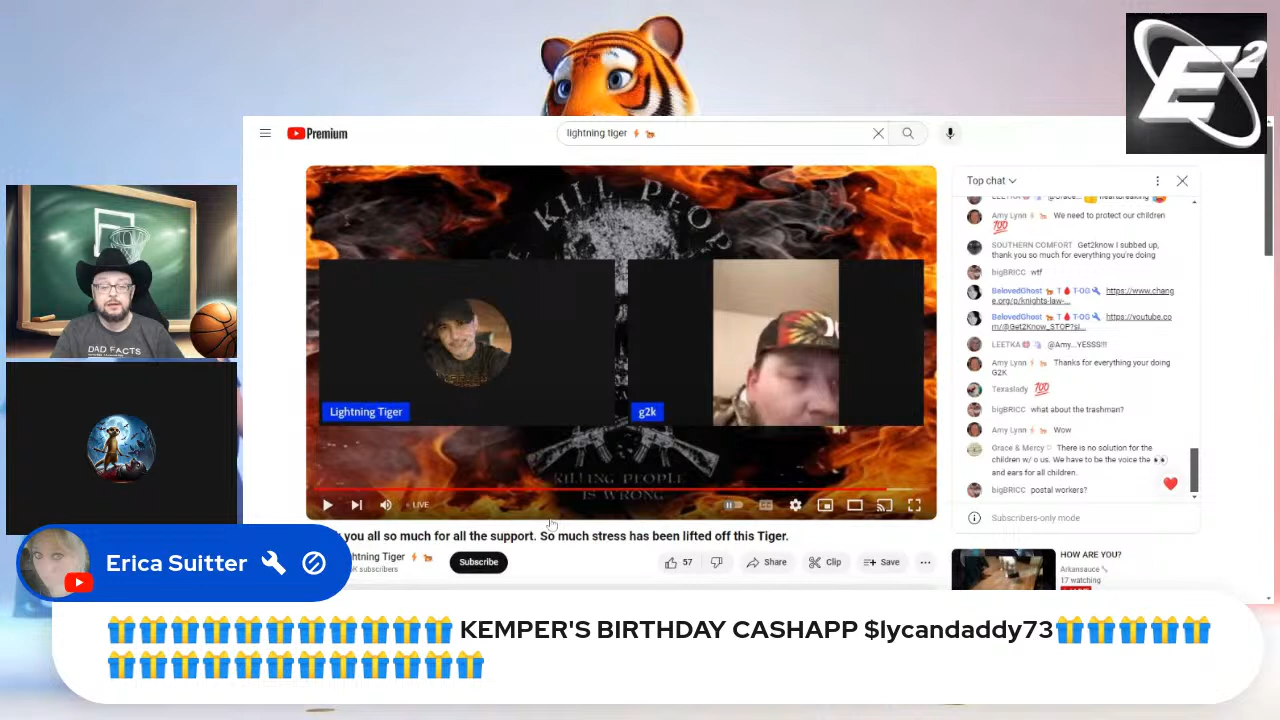 E²
Premium
lightning tiger ⚡ 🐅
Top chat
Amy Lynn ⚡ 🐅 We need to protect our children
💯
SOUTHERN COMFORT Get2know I subbed up,
thank you so much for everything you're doing
bigBRICC wtf
BelovedGhost 🐅 T🩸T-OG 🔧 https://www.chang
e.org/p/knights-law-...
BelovedGhost 🐅 T🩸T-OG 🔧 https://youtube.co
m/@Get2Know_STOP?si...
@Amy...YESSS!!!
Amy Lynn ⚡ 🐅 Thanks for everything your doing
G2K
Texaslady 💯
bigBRICC what about the trashman?
Amy Lynn ⚡ 🐅 Wow
Grace & Mercy There is no solution for the
children w/ o us. We have to be the voice the 👀
and ears for all children.
bigBRICC postal workers?
Subscribers-only mode
KILL PEOP
Lightning Tiger
g2k
KILLING PEOPLE
IS WRONG
LIVE
DAD FACTS
you all so much for all the support. So much stress has been lifted off this Tiger.
htning Tiger ⚡ 🐅
subscribers
Subscribe
57
Share
Clip
Save
HOW ARE YOU?
Arkansauce
17 watching
Erica Suitter
🎁🎁🎁🎁🎁🎁🎁🎁🎁🎁🎁 KEMPER'S BIRTHDAY CASHAPP $lycandaddy73🎁🎁🎁🎁🎁
🎁🎁🎁🎁🎁🎁🎁🎁🎁🎁🎁🎁